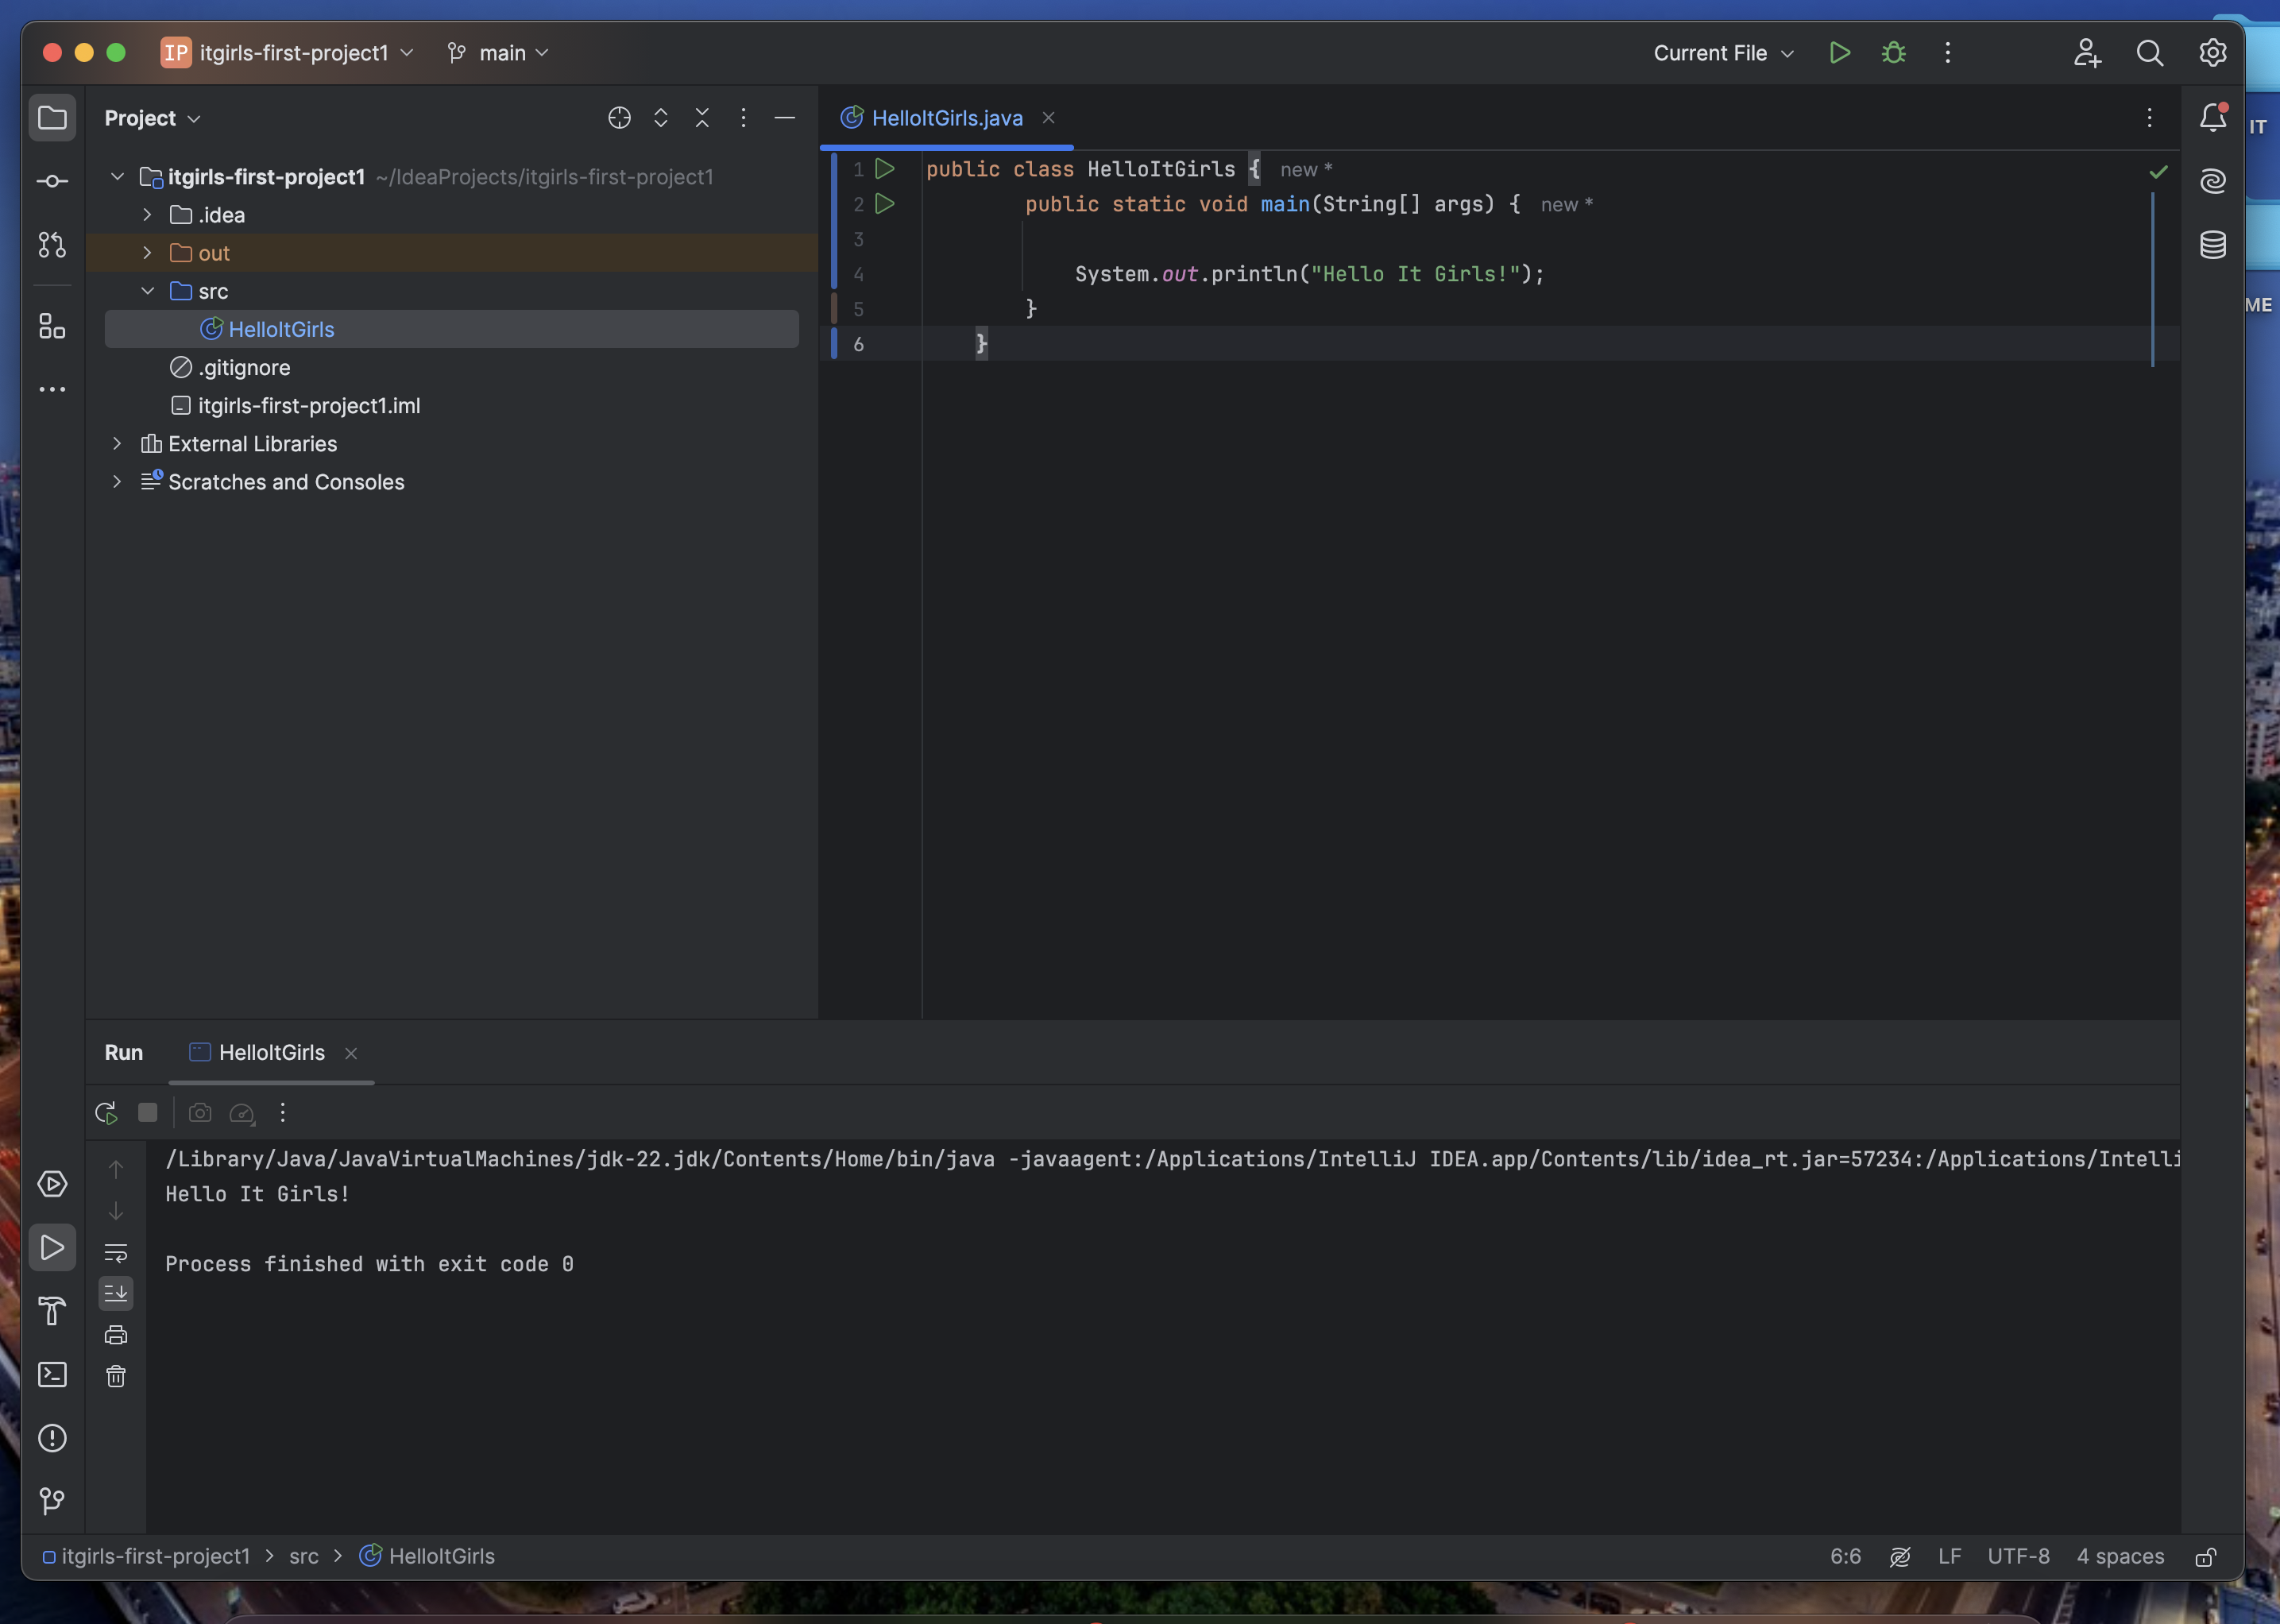 IP itgirls-first-project1 main Current File
Project
HelloItGirls.java
itgirls-first-project1 ~/IdeaProjects/itgirls-first-project1
.idea
out
src
HelloItGirls
.gitignore
itgirls-first-project1.iml
External Libraries
Scratches and Consoles
1 public class HelloItGirls { new *
2 public static void main(String[] args) { new *
3
4 System.out.println("Hello It Girls!");
5 }
6 }
IT
ME
Run HelloItGirls
/Library/Java/JavaVirtualMachines/jdk-22.jdk/Contents/Home/bin/java -javaagent:/Applications/IntelliJ IDEA.app/Contents/lib/idea_rt.jar=57234:/Applications/Intelli
Hello It Girls!
Process finished with exit code 0
itgirls-first-project1 > src > HelloItGirls 6:6 LF UTF-8 4 spaces